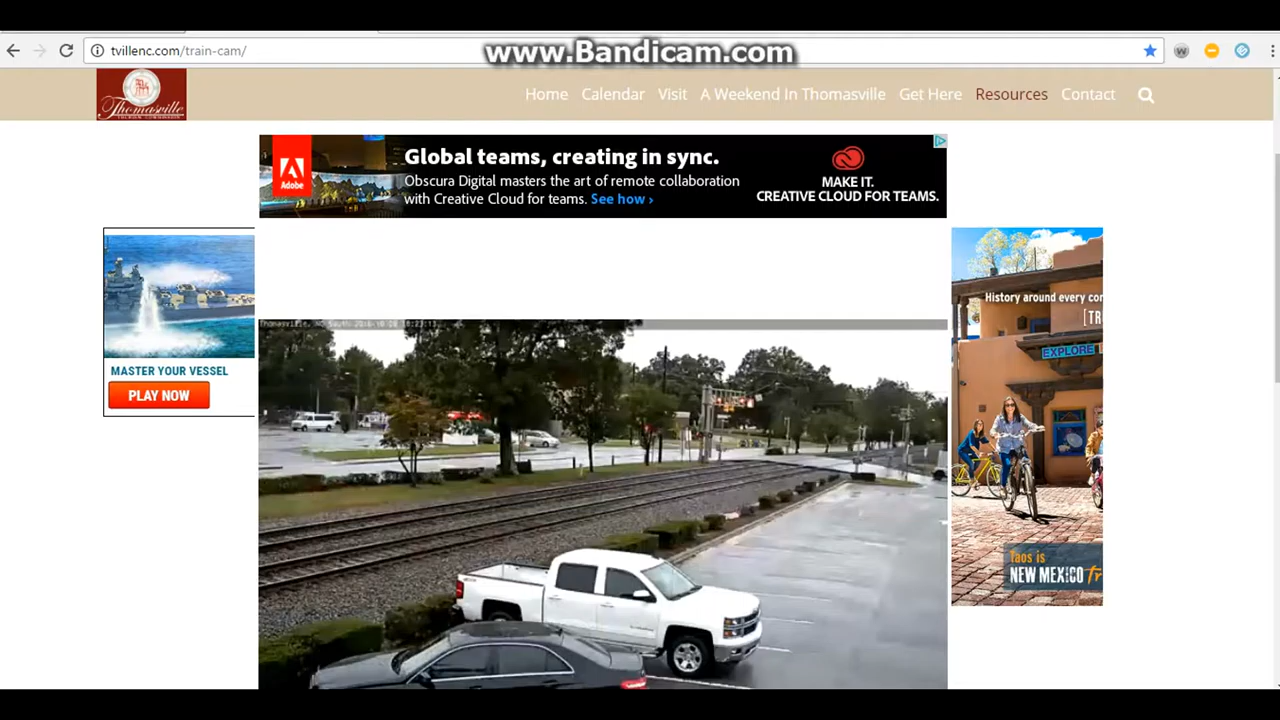 www.Bandicam.com
tvillenc.com/train-cam/
Thomasville
Home Calendar Visit A Weekend In Thomasville Get Here Resources Contact
Adobe
Global teams, creating in sync.
Obscura Digital masters the art of remote collaboration
with Creative Cloud for teams. See how ›
MAKE IT.
CREATIVE CLOUD FOR TEAMS.
MASTER YOUR VESSEL
PLAY NOW
History around every cor
[TR
EXPLORE
Taos is
NEW MEXICO Tr